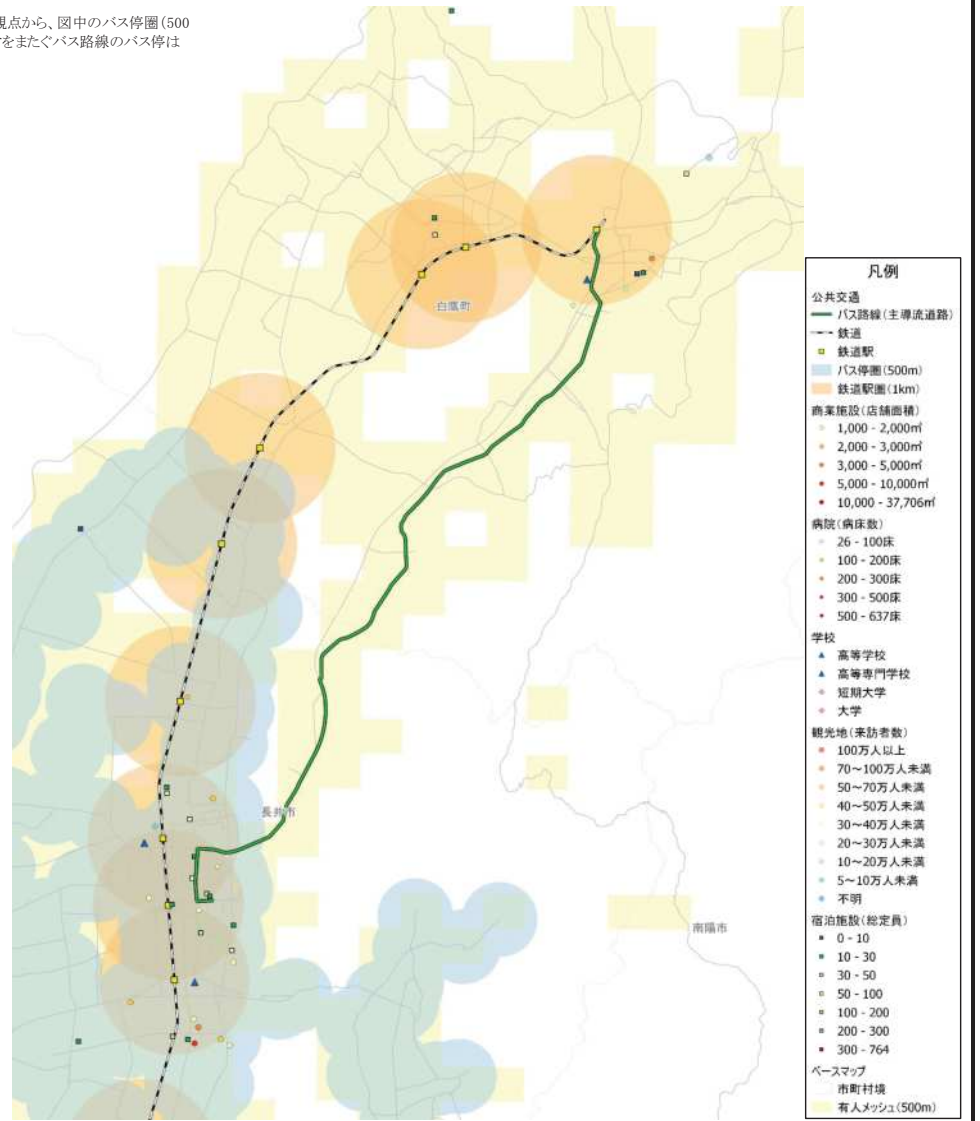 観点から、図中のバス停圏(500
をまたぐバス路線のバス停は
白鷹町
長井市
南陽市
凡例
公共交通
バス路線(主導流道路)
鉄道
鉄道駅
バス停圏(500m)
鉄道駅圏(1km)
商業施設(店舗面積)
1,000 - 2,000㎡
2,000 - 3,000㎡
3,000 - 5,000㎡
5,000 - 10,000㎡
10,000 - 37,706㎡
病院(病床数)
26 - 100床
100 - 200床
200 - 300床
300 - 500床
500 - 637床
学校
高等学校
高等専門学校
短期大学
大学
観光地(来訪者数)
100万人以上
70～100万人未満
50～70万人未満
40～50万人未満
30～40万人未満
20～30万人未満
10～20万人未満
5～10万人未満
不明
宿泊施設(総定員)
0 - 10
10 - 30
30 - 50
50 - 100
100 - 200
200 - 300
300 - 764
ベースマップ
市町村境
有人メッシュ(500m)